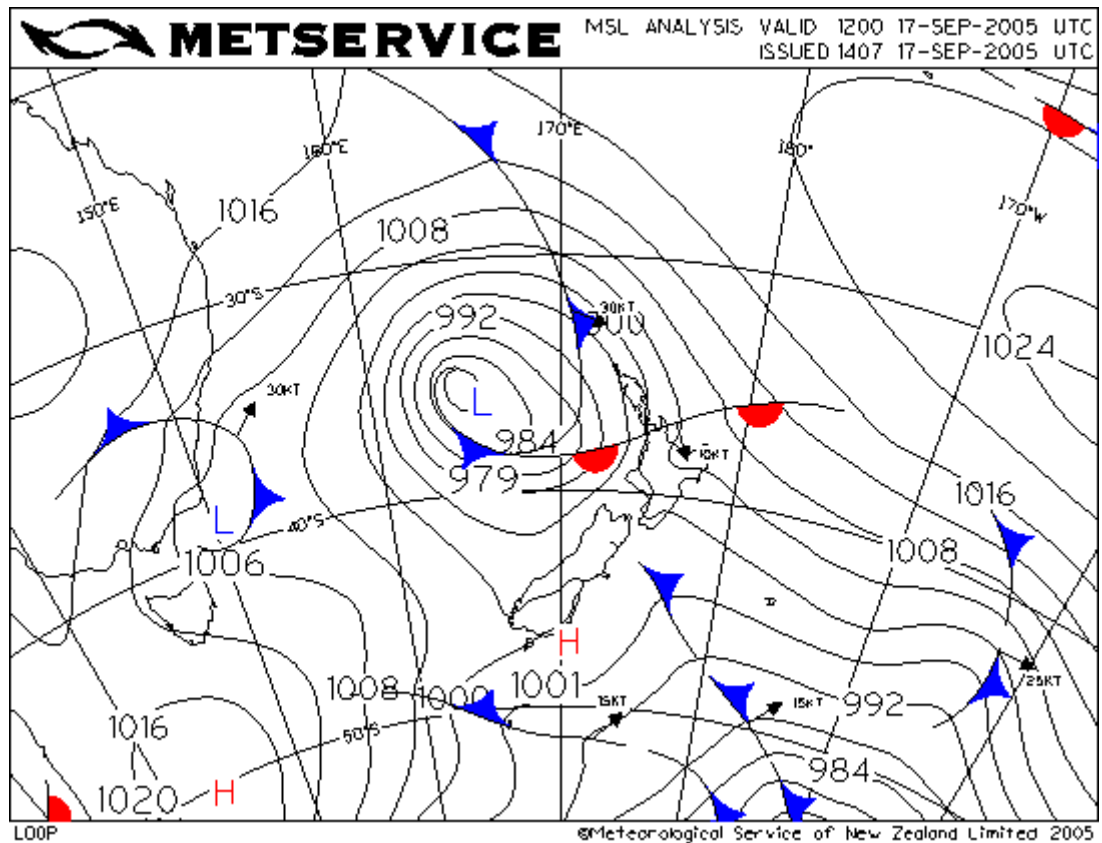 METSERVICE
MSL ANALYSIS VALID 1200 17-SEP-2005 UTC
ISSUED 1407 17-SEP-2005 UTC
170°E
160°E
180°
150°E
170°W
1016
1008
30°S
992
30KT
1024
30KT
L
984
979
1016
L
40°S
1006
1008
H
1008
1000
1001
25KT
15KT
15KT
992
1016
50°S
984
1020
H
LOOP
©Meteorological Service of New Zealand Limited 2005